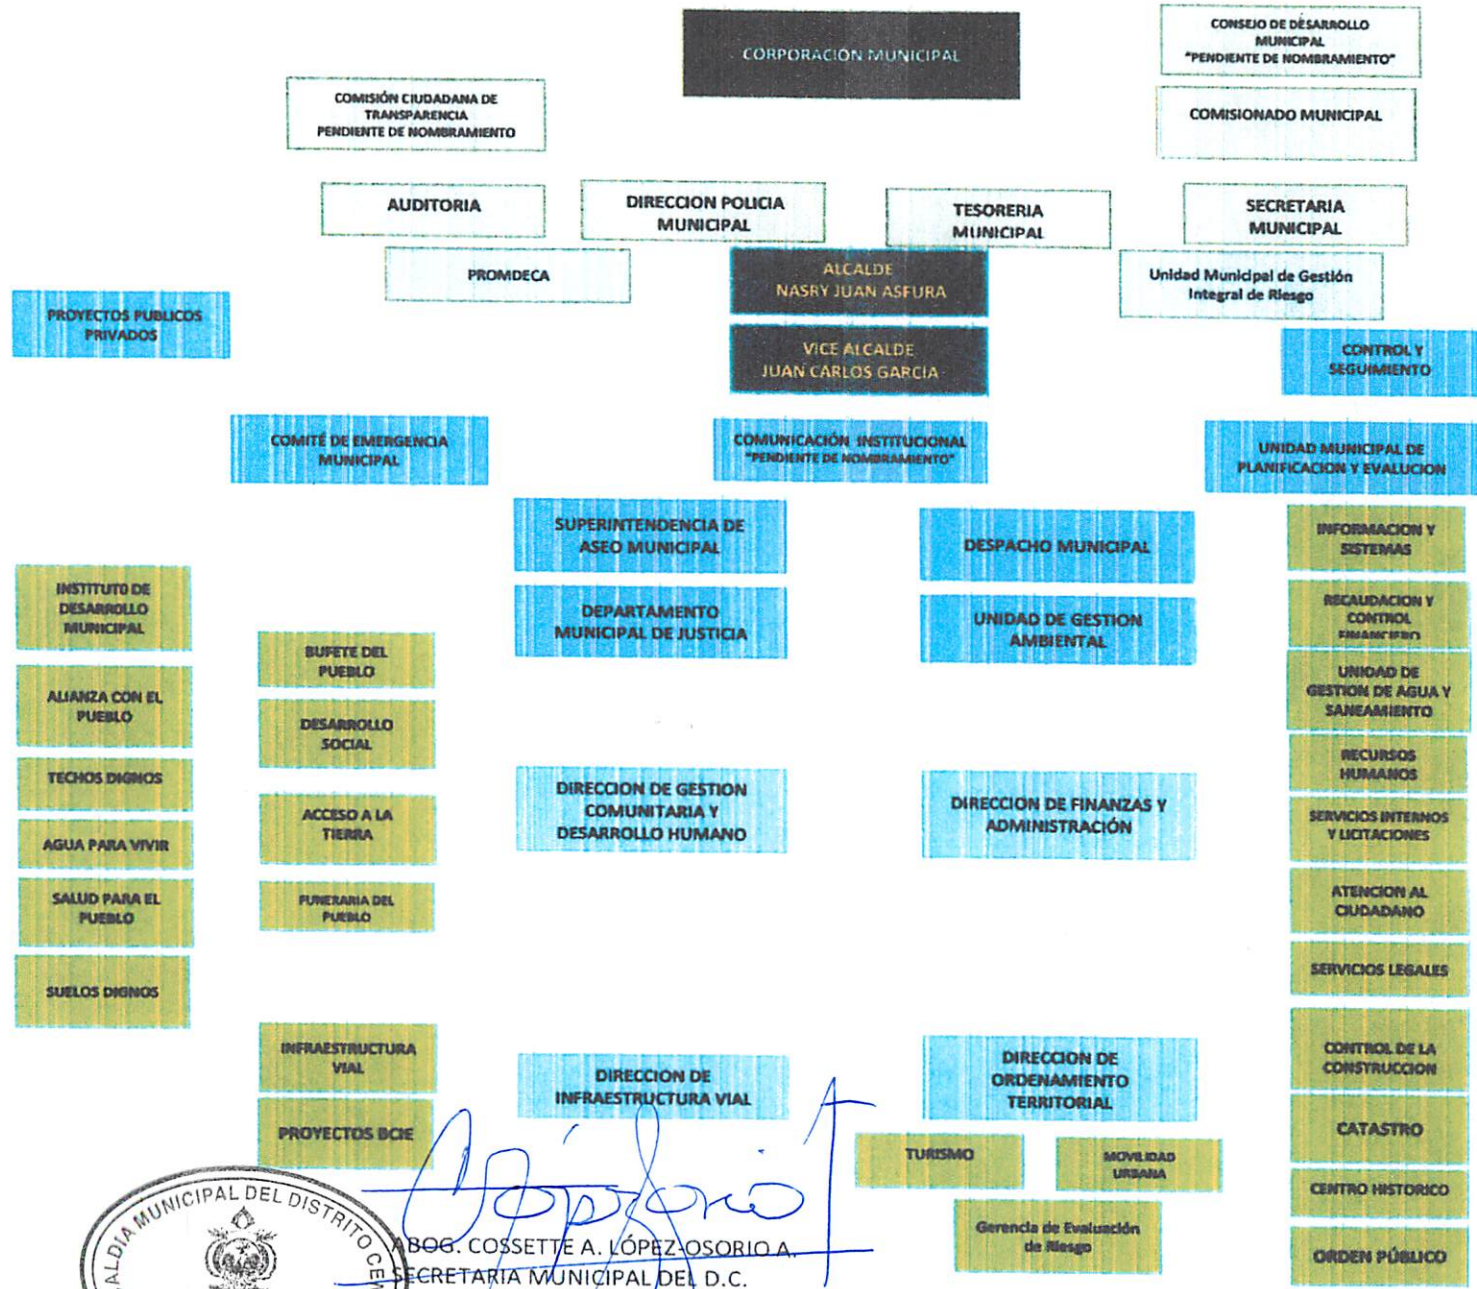 CORPORACION MUNICIPAL
CONSEJO DE DESARROLLO
MUNICIPAL
"PENDIENTE DE NOMBRAMIENTO"
COMISIÓN CIUDADANA DE
TRANSPARENCIA
PENDIENTE DE NOMBRAMIENTO
COMISIONADO MUNICIPAL
AUDITORIA
DIRECCION POLICIA
MUNICIPAL
TESORERIA
MUNICIPAL
SECRETARIA
MUNICIPAL
PROMDECA
ALCALDE
NASRY JUAN ASFURA
Unidad Municipal de Gestión
Integral de Riesgo
PROYECTOS PUBLICOS
PRIVADOS
VICE ALCALDE
JUAN CARLOS GARCIA
CONTROL Y
SEGUIMIENTO
COMITÉ DE EMERGENCIA
MUNICIPAL
COMUNICACIÓN INSTITUCIONAL
"PENDIENTE DE NOMBRAMIENTO"
UNIDAD MUNICIPAL DE
PLANIFICACION Y EVALUCION
SUPERINTENDENCIA DE
ASEO MUNICIPAL
DESPACHO MUNICIPAL
INFORMACION Y
SISTEMAS
INSTITUTO DE
DESARROLLO
MUNICIPAL
DEPARTAMENTO
MUNICIPAL DE JUSTICIA
UNIDAD DE GESTION
AMBIENTAL
RECAUDACION Y
CONTROL
FINANCIERO
BUFETE DEL
PUEBLO
UNIDAD DE
GESTION DE AGUA Y
SANEAMIENTO
ALIANZA CON EL
PUEBLO
DESARROLLO
SOCIAL
RECURSOS
HUMANOS
TECHOS DIGNOS
DIRECCION DE GESTION
COMUNITARIA Y
DESARROLLO HUMANO
DIRECCION DE FINANZAS Y
ADMINISTRACIÓN
ACCESO A LA
TIERRA
SERVICIOS INTERNOS
Y LICITACIONES
AGUA PARA VIVIR
SALUD PARA EL
PUEBLO
FUNERARIA DEL
PUEBLO
ATENCION AL
CIUDADANO
SUELOS DIGNOS
SERVICIOS LEGALES
INFRAESTRUCTURA
VIAL
DIRECCION DE
INFRAESTRUCTURA VIAL
DIRECCION DE
ORDENAMIENTO
TERRITORIAL
CONTROL DE LA
CONSTRUCCION
PROYECTOS BCIE
CATASTRO
TURISMO
MOVILIDAD
URBANA
CENTRO HISTORICO
Gerencia de Evaluación
de Riesgo
ORDEN PÚBLICO
MUNICIPAL DEL DISTRITO
ABOG. COSSETTE A. LÓPEZ-OSORIO A.
SECRETARIA MUNICIPAL DEL D.C.